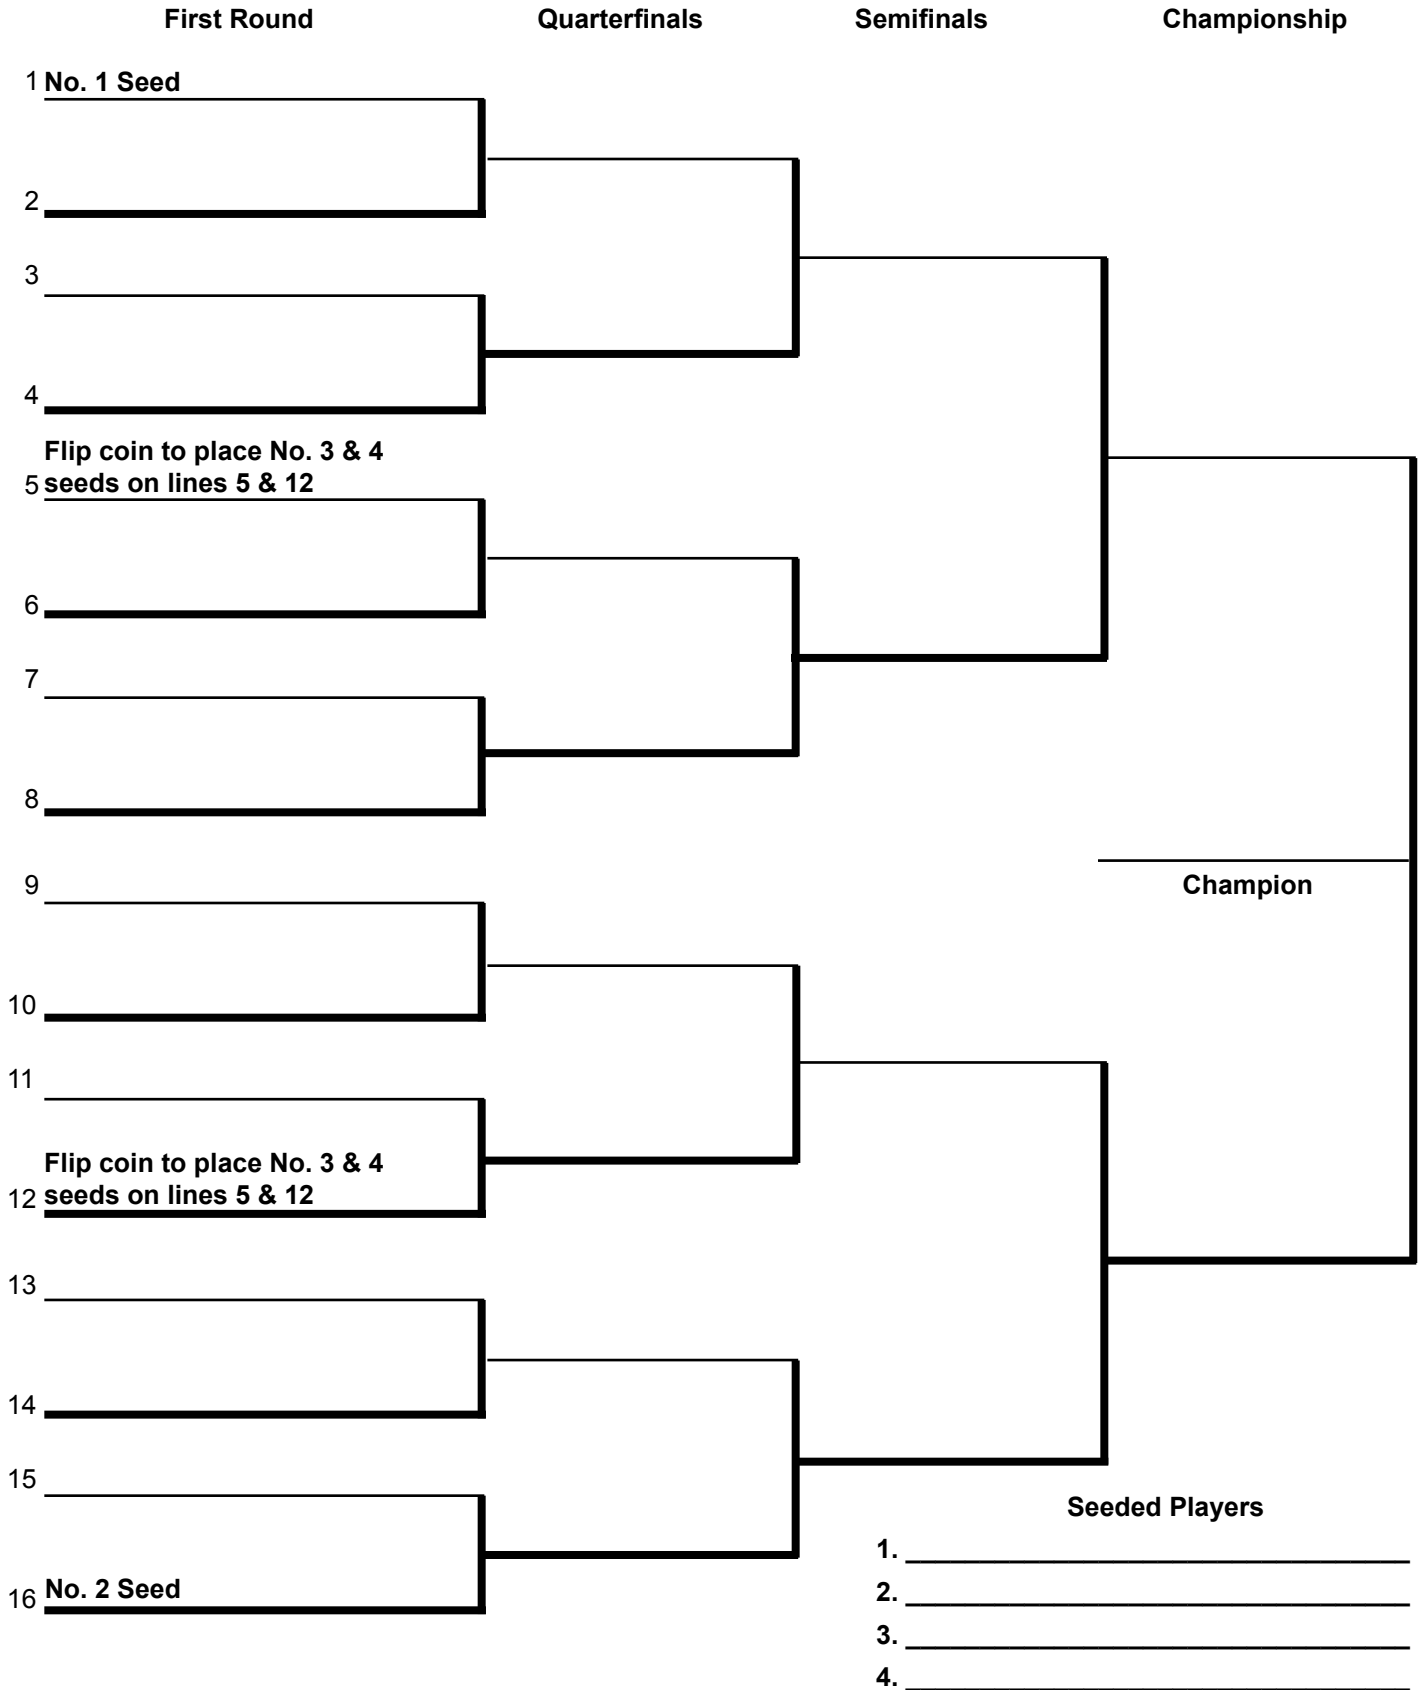 First Round Quarterfinals Semifinals Championship
1 No. 1 Seed
2
3
4
Flip coin to place No. 3 & 4
5 seeds on lines 5 & 12
6
7
8
9
Champion
10
11
Flip coin to place No. 3 & 4
12 seeds on lines 5 & 12
13
14
15
16 No. 2 Seed
Seeded Players
1.
2.
3.
4.